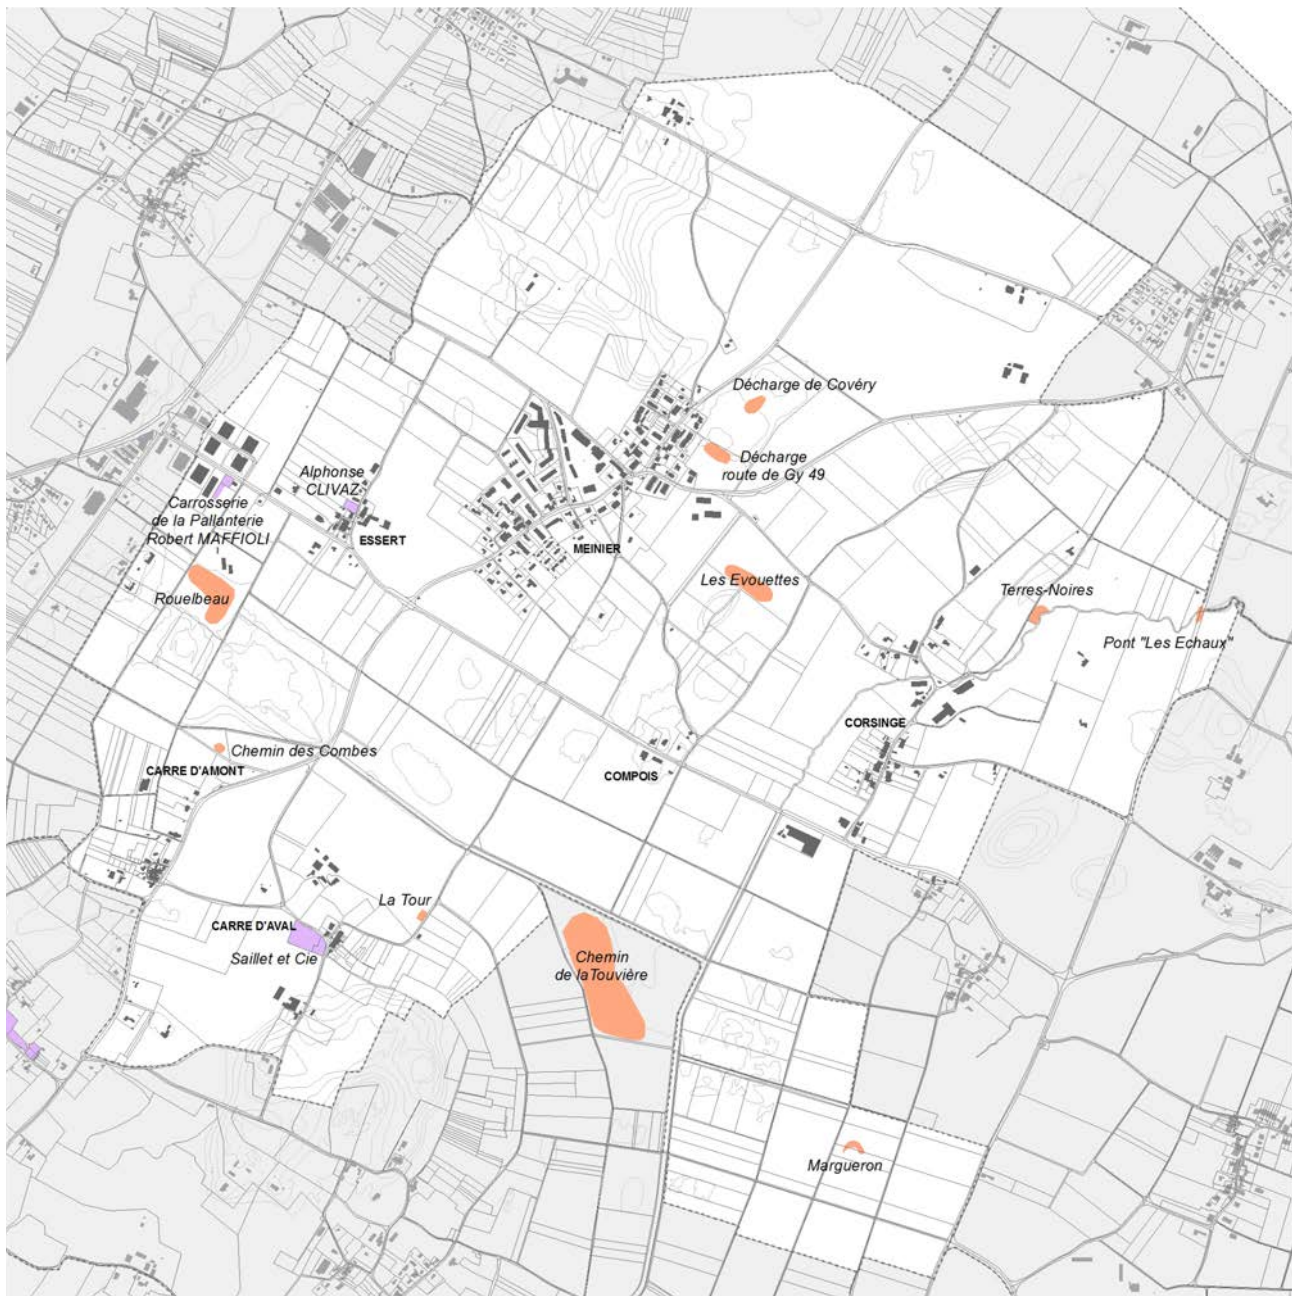 Décharge de Covéry
Décharge
route de Gy 49
Alphonse
CLIVAZ
Carrosserie
de la Pallanterie
Robert MAFFIOLI
ESSERT
MEINIER
Les Evouettes
Rouelbeau
Terres-Noires
Pont "Les Echaux"
CORSINGE
Chemin des Combes
CARRE D'AMONT
COMPOIS
La Tour
CARRE D'AVAL
Saillet et Cie
Chemin
de laTouvière
Margueron